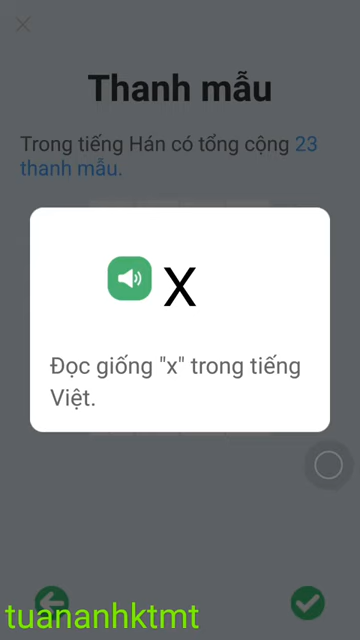 Thanh mẫu
Trong tiếng Hán có tổng cộng 23
thanh mẫu.
x
Đọc giống "x" trong tiếng
Việt.
tuananhktmt